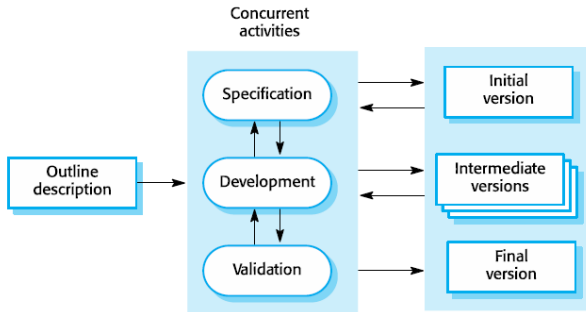 Concurrent
activities
Specification
Initial
version
Outline
description
Development
Intermediate
versions
Validation
Final
version